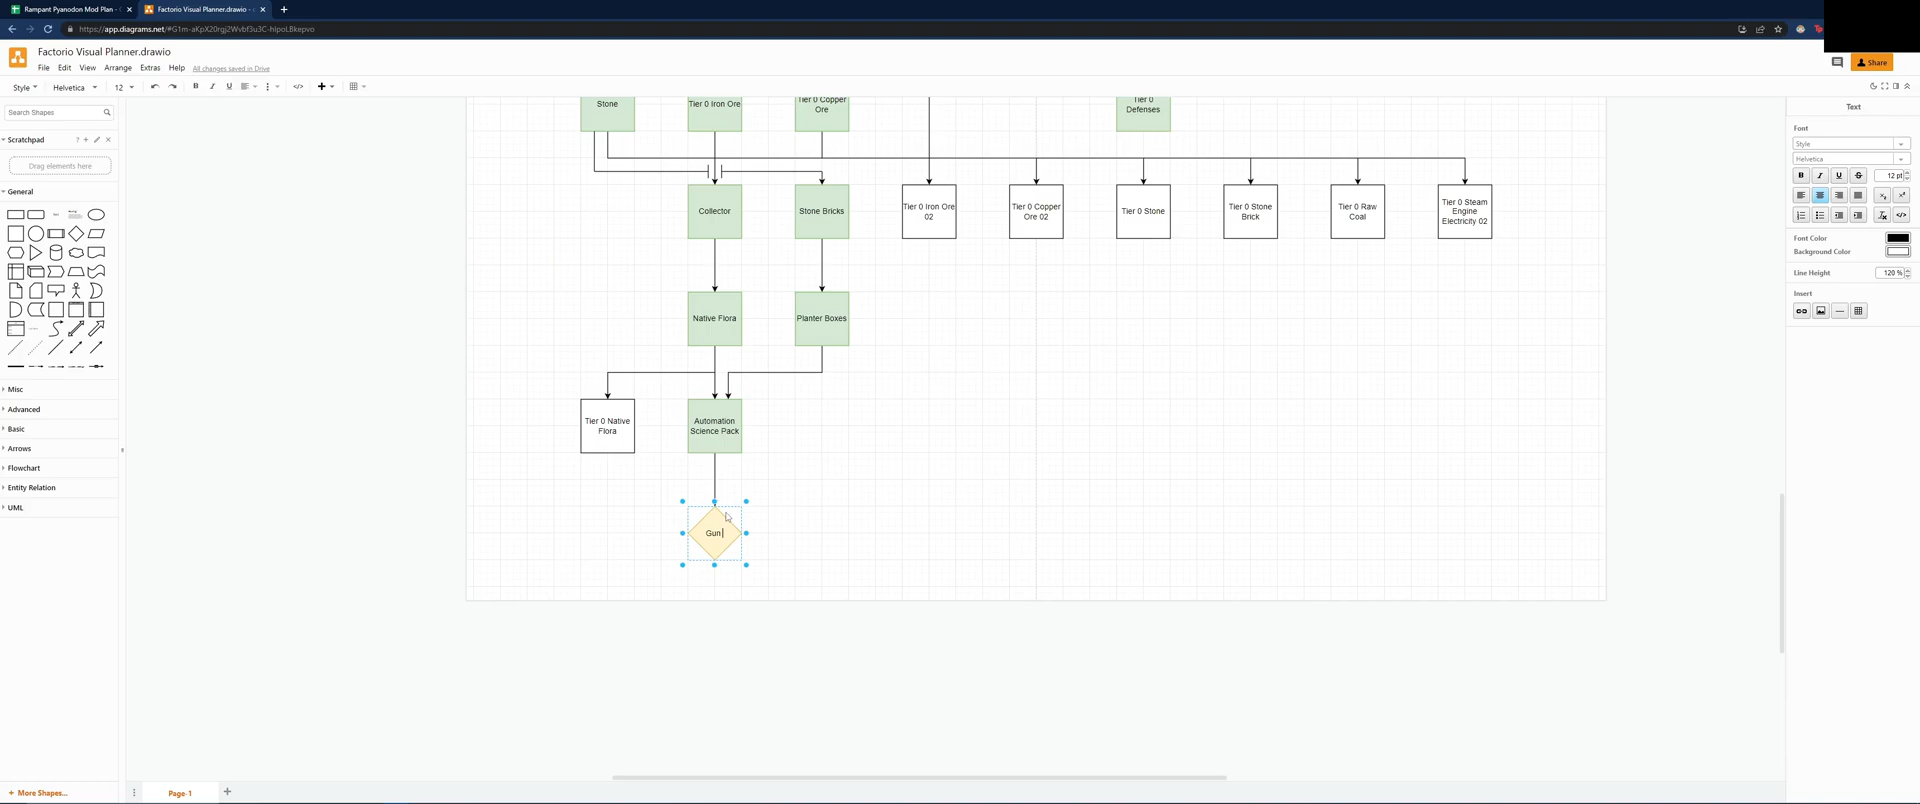 Rampant Pyanodon Mod Plan -
Factorio Visual Planner.drawio -
https://app.diagrams.net/#G1m-aKpX20rgj2Wvbf3u3C-hIpoLBkepvo
Factorio Visual Planner.drawio
File Edit View Arrange Extras Help All changes saved in Drive
Share
Style Helvetica 12 B I U
Search Shapes
Scratchpad
Drag elements here
General
Misc
Advanced
Basic
Arrows
Flowchart
Entity Relation
UML
+ More Shapes...
Stone
Tier 0 Iron Ore
Tier 0 Copper
Ore
Tier 0
Defenses
Collector
Stone Bricks
Tier 0 Iron Ore
02
Tier 0 Copper
Ore 02
Tier 0 Stone
Tier 0 Stone
Brick
Tier 0 Raw
Coal
Tier 0 Steam
Engine
Electricity 02
Native Flora
Planter Boxes
Tier 0 Native
Flora
Automation
Science Pack
Gun
Text
Font
Style
Helvetica
B I U S 12 pt
Font Color
Background Color
Line Height 120 %
Insert
Page-1